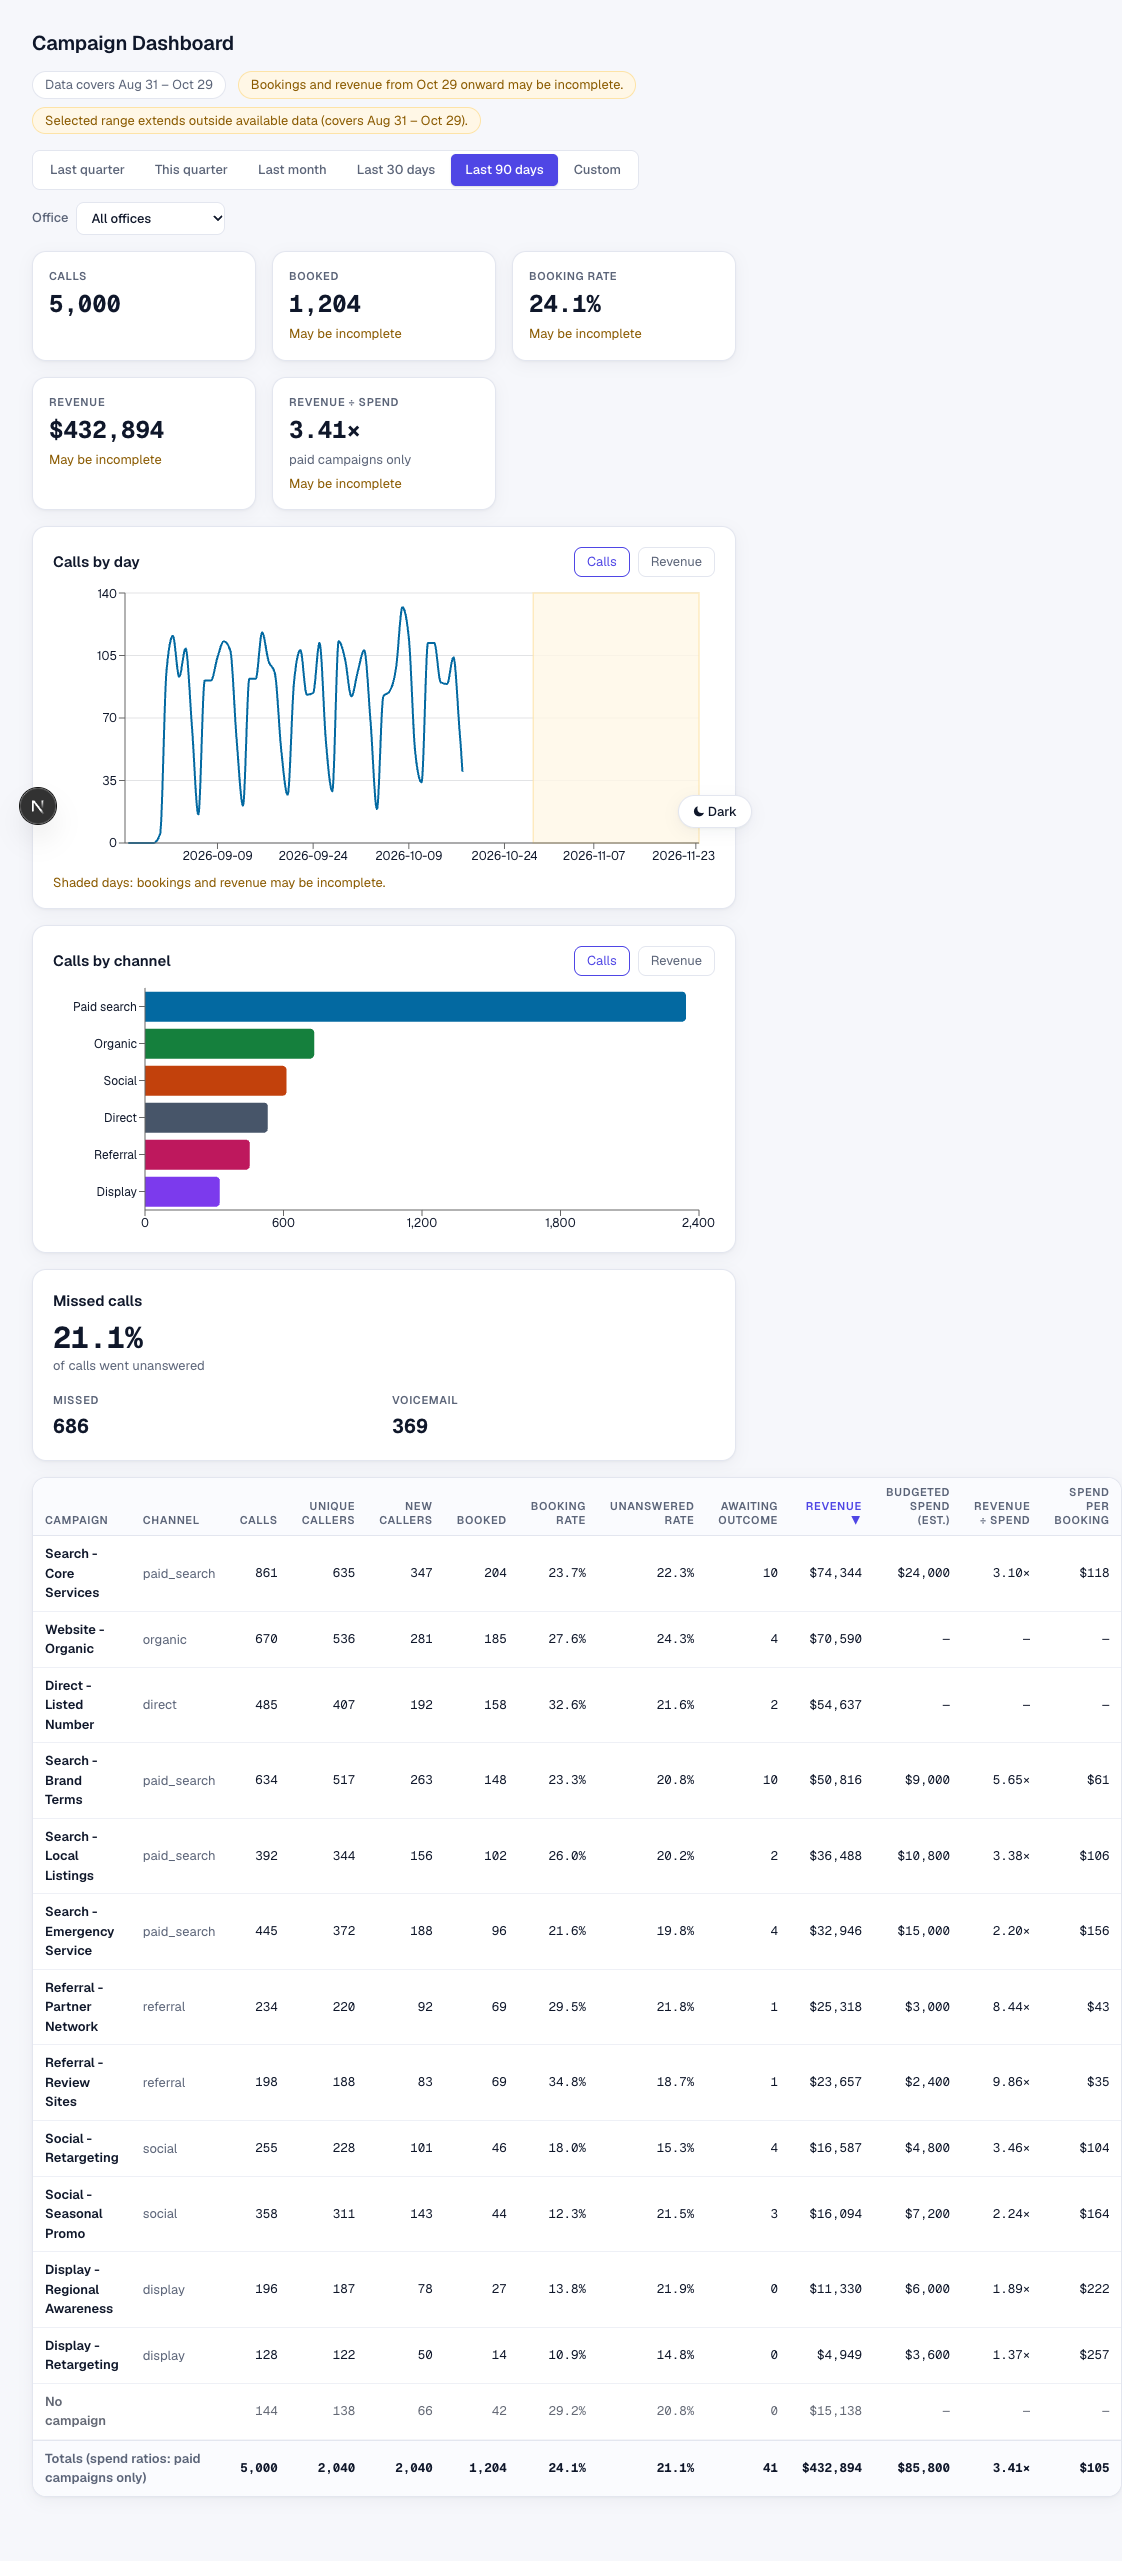 Campaign Dashboard
Data covers Aug 31 – Oct 29
Bookings and revenue from Oct 29 onward may be incomplete.
Selected range extends outside available data (covers Aug 31 – Oct 29).
Last quarter This quarter Last month Last 30 days Last 90 days Custom
Office All offices
CALLS
5,000
BOOKED
1,204
May be incomplete
BOOKING RATE
24.1%
May be incomplete
REVENUE
$432,894
May be incomplete
REVENUE ÷ SPEND
3.41×
paid campaigns only
May be incomplete
Calls by day
Calls Revenue
140
105
70
35
0
2026-09-09 2026-09-24 2026-10-09 2026-10-24 2026-11-07 2026-11-23
N
Dark
Shaded days: bookings and revenue may be incomplete.
Calls by channel
Calls Revenue
Paid search
Organic
Social
Direct
Referral
Display
0 600 1,200 1,800 2,400
Missed calls
21.1%
of calls went unanswered
MISSED
686
VOICEMAIL
369
CAMPAIGN CHANNEL CALLS UNIQUE CALLERS NEW CALLERS BOOKED BOOKING RATE UNANSWERED RATE AWAITING OUTCOME REVENUE ▼ BUDGETED SPEND (EST.) REVENUE ÷ SPEND SPEND PER BOOKING
Search - Core Services paid_search 861 635 347 204 23.7% 22.3% 10 $74,344 $24,000 3.10× $118
Website - Organic organic 670 536 281 185 27.6% 24.3% 4 $70,590 – – –
Direct - Listed Number direct 485 407 192 158 32.6% 21.6% 2 $54,637 – – –
Search - Brand Terms paid_search 634 517 263 148 23.3% 20.8% 10 $50,816 $9,000 5.65× $61
Search - Local Listings paid_search 392 344 156 102 26.0% 20.2% 2 $36,488 $10,800 3.38× $106
Search - Emergency Service paid_search 445 372 188 96 21.6% 19.8% 4 $32,946 $15,000 2.20× $156
Referral - Partner Network referral 234 220 92 69 29.5% 21.8% 1 $25,318 $3,000 8.44× $43
Referral - Review Sites referral 198 188 83 69 34.8% 18.7% 1 $23,657 $2,400 9.86× $35
Social - Retargeting social 255 228 101 46 18.0% 15.3% 4 $16,587 $4,800 3.46× $104
Social - Seasonal Promo social 358 311 143 44 12.3% 21.5% 3 $16,094 $7,200 2.24× $164
Display - Regional Awareness display 196 187 78 27 13.8% 21.9% 0 $11,330 $6,000 1.89× $222
Display - Retargeting display 128 122 50 14 10.9% 14.8% 0 $4,949 $3,600 1.37× $257
No campaign 144 138 66 42 29.2% 20.8% 0 $15,138 – – –
Totals (spend ratios: paid campaigns only) 5,000 2,040 2,040 1,204 24.1% 21.1% 41 $432,894 $85,800 3.41× $105